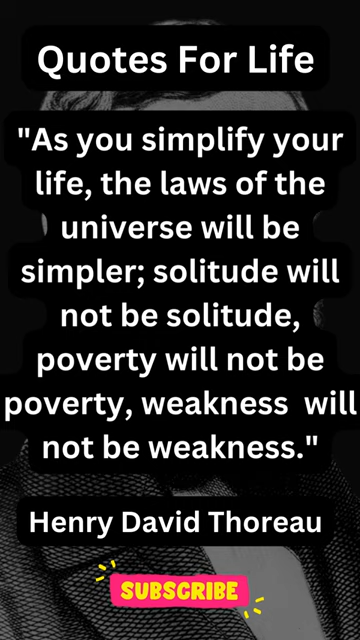 Quotes For Life
"As you simplify your
life, the laws of the
universe will be
simpler; solitude will
not be solitude,
poverty will not be
poverty, weakness  will
not be weakness."
Henry David Thoreau
SUBSCRIBE